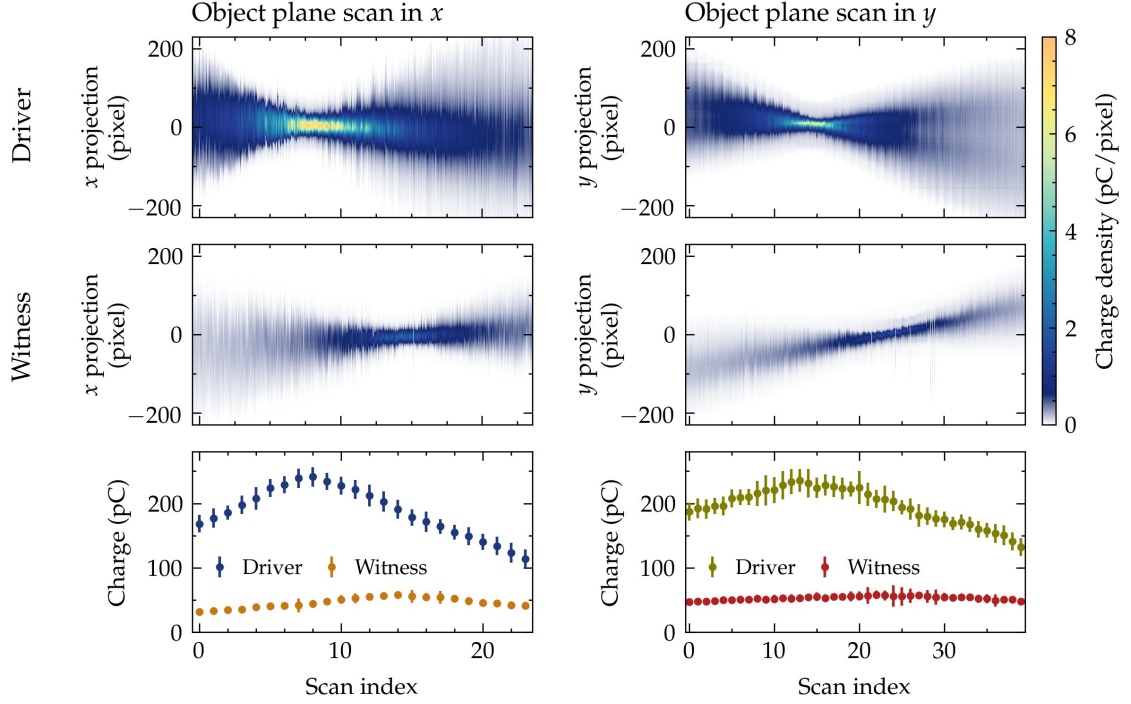 Object plane scan in x
Object plane scan in y
Driver
x projection
(pixel)
200
0
−200
y projection
(pixel)
200
0
−200
8
6
4
2
0
Charge density (pC/pixel)
Witness
x projection
(pixel)
200
0
−200
y projection
(pixel)
200
0
−200
Charge (pC)
200
100
0
Driver
Witness
0
10
20
Scan index
Charge (pC)
200
100
0
Driver
Witness
0
10
20
30
Scan index